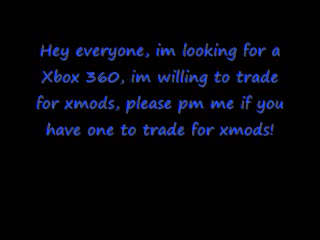 Hey everyone, im looking for a
Xbox 360, im willing to trade
for xmods, please pm me if you
have one to trade for xmods!